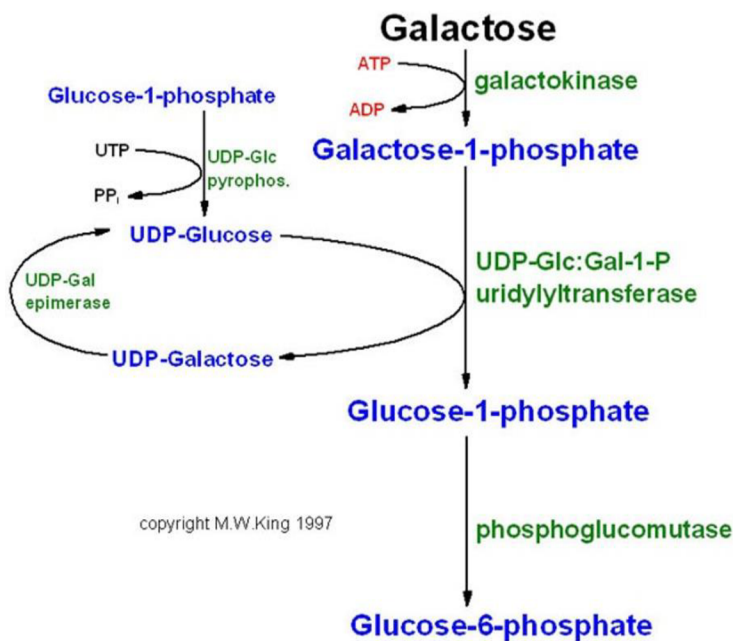 Galactose
ATP
galactokinase
ADP
Galactose-1-phosphate
Glucose-1-phosphate
UTP
UDP-Glc
pyrophos.
PPi
UDP-Glucose
UDP-Gal
epimerase
UDP-Galactose
UDP-Glc:Gal-1-P
uridylyltransferase
Glucose-1-phosphate
phosphoglucomutase
Glucose-6-phosphate
copyright M.W.King 1997